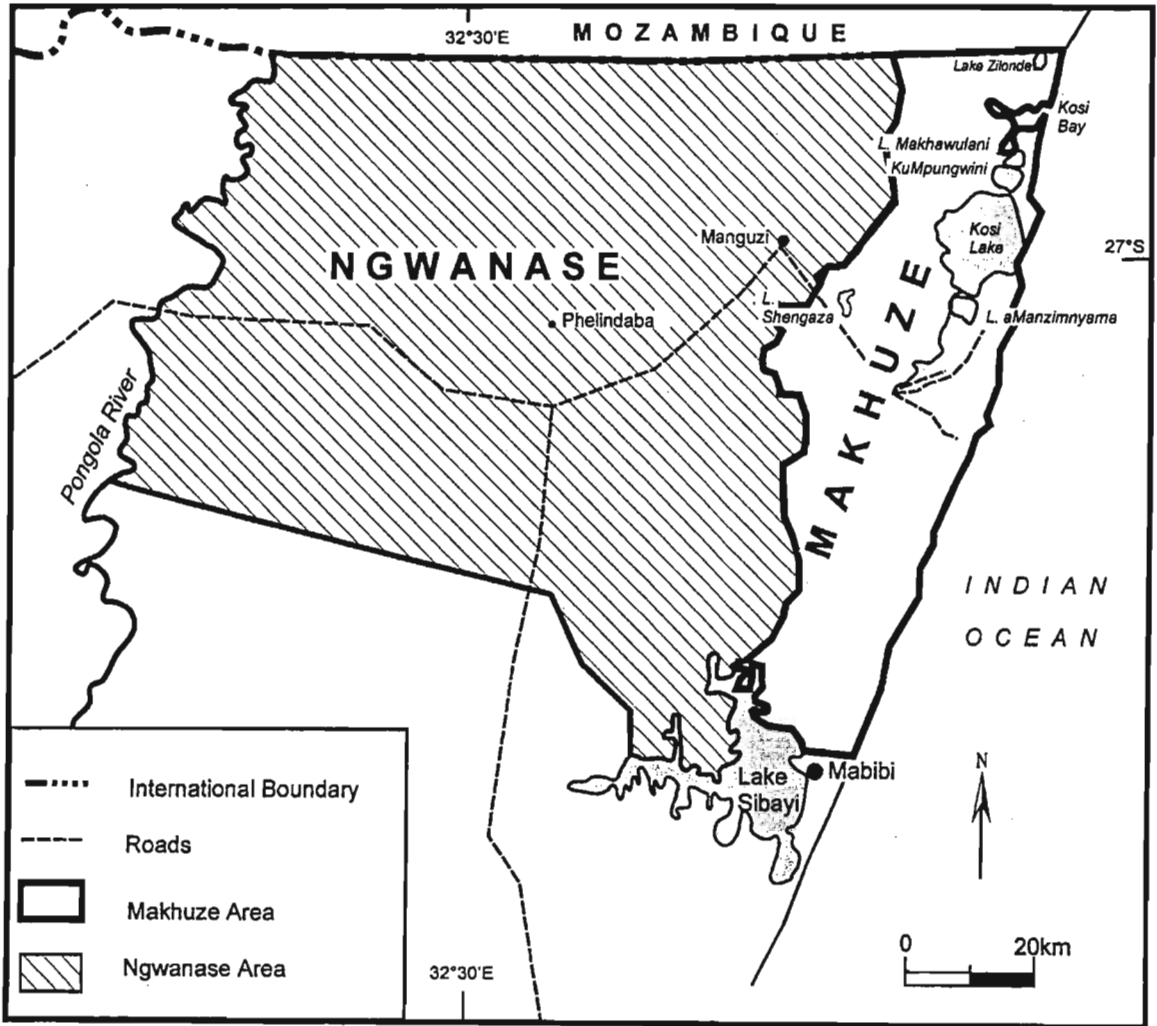 MOZAMBIQUE
32°30'E
Lake Zilonde
Kosi
Bay
L. Makhawulani
KuMpungwini
Kosi
Lake
27°S
Manguzi
NGWANASE
L.
Shengaza
L. aManzimnyama
Phelindaba
MAKHUZE
Pongola River
INDIAN
OCEAN
Lake
Sibayi
Mabibi
N
International Boundary
Roads
Makhuze Area
Ngwanase Area
32°30'E
0 20km